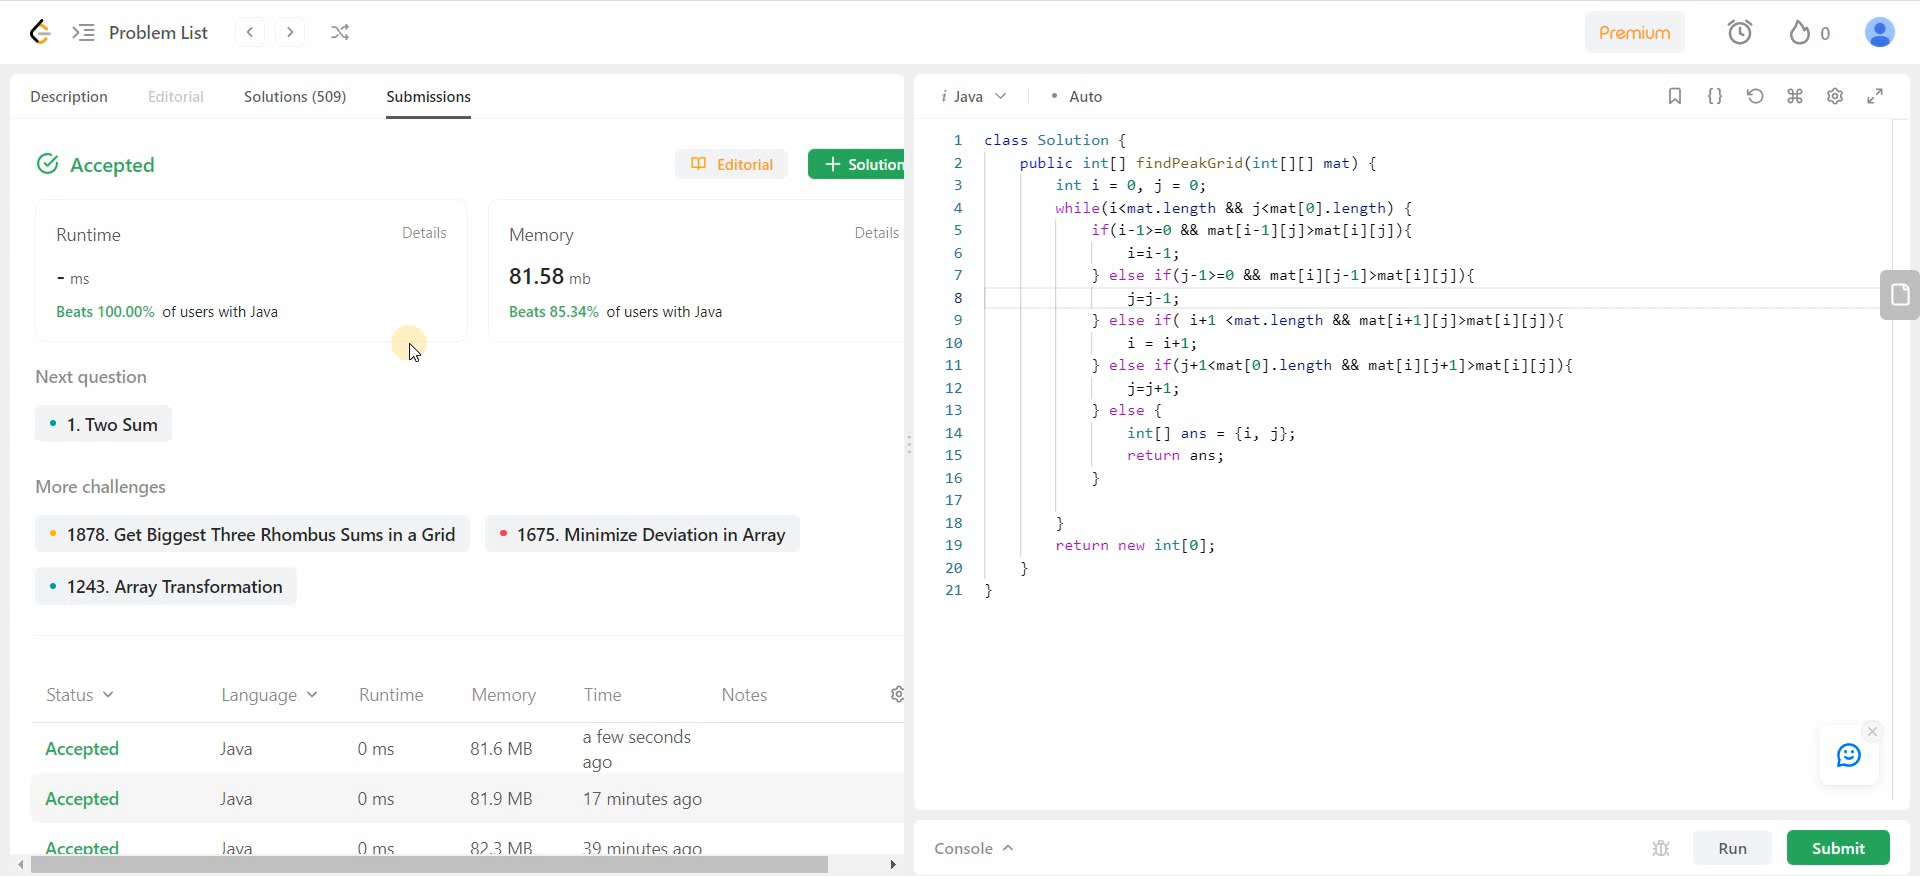 Problem List
Premium
0
Description Editorial Solutions (509) Submissions
Accepted
Editorial
Solution
Runtime Details
- ms
Beats 100.00% of users with Java
Memory Details
81.58 mb
Beats 85.34% of users with Java
Next question
1. Two Sum
More challenges
1878. Get Biggest Three Rhombus Sums in a Grid
1675. Minimize Deviation in Array
1243. Array Transformation
Status Language Runtime Memory Time Notes
Accepted Java 0 ms 81.6 MB a few seconds ago
Accepted Java 0 ms 81.9 MB 17 minutes ago
Accepted Java 0 ms 82.3 MB 39 minutes ago
i Java • Auto
1 class Solution {
2 public int[] findPeakGrid(int[][] mat) {
3 int i = 0, j = 0;
4 while(i<mat.length && j<mat[0].length) {
5 if(i-1>=0 && mat[i-1][j]>mat[i][j]){
6 i=i-1;
7 } else if(j-1>=0 && mat[i][j-1]>mat[i][j]){
8 j=j-1;
9 } else if( i+1 <mat.length && mat[i+1][j]>mat[i][j]){
10 i = i+1;
11 } else if(j+1<mat[0].length && mat[i][j+1]>mat[i][j]){
12 j=j+1;
13 } else {
14 int[] ans = {i, j};
15 return ans;
16 }
17
18 }
19 return new int[0];
20 }
21 }
Console
Run
Submit